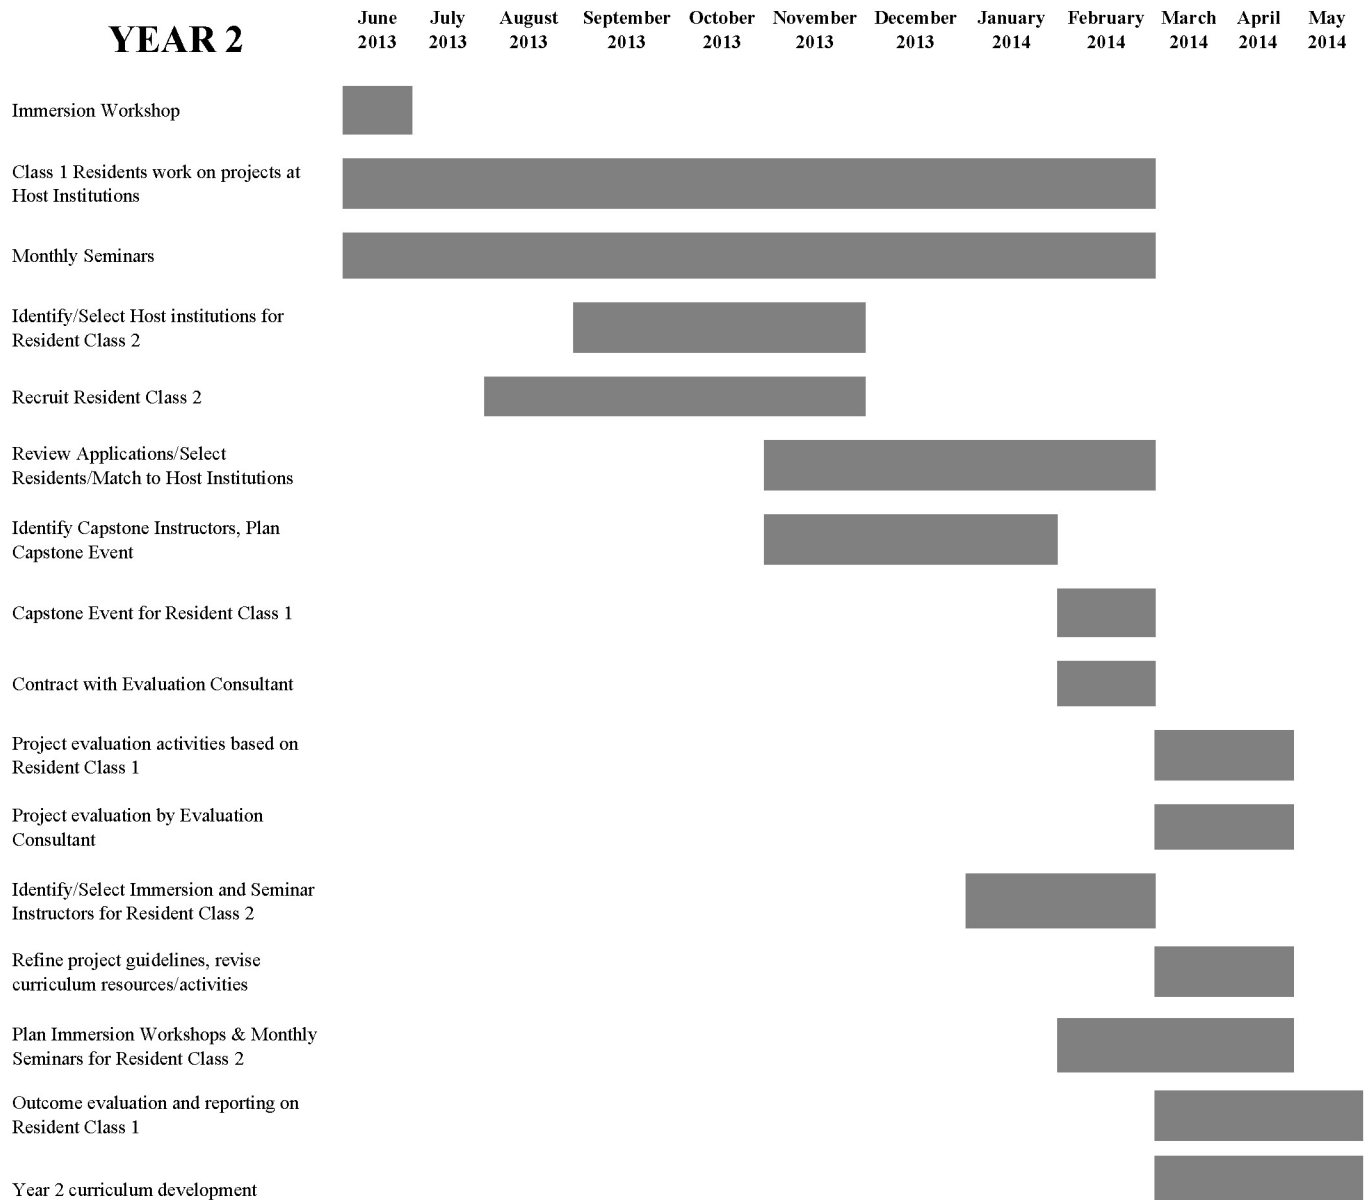 YEAR 2
June July August September October November December January February March April May
2013 2013 2013 2013 2013 2013 2013 2014 2014 2014 2014 2014
Immersion Workshop
Class 1 Residents work on projects at
Host Institutions
Monthly Seminars
Identify/Select Host institutions for
Resident Class 2
Recruit Resident Class 2
Review Applications/Select
Residents/Match to Host Institutions
Identify Capstone Instructors, Plan
Capstone Event
Capstone Event for Resident Class 1
Contract with Evaluation Consultant
Project evaluation activities based on
Resident Class 1
Project evaluation by Evaluation
Consultant
Identify/Select Immersion and Seminar
Instructors for Resident Class 2
Refine project guidelines, revise
curriculum resources/activities
Plan Immersion Workshops & Monthly
Seminars for Resident Class 2
Outcome evaluation and reporting on
Resident Class 1
Year 2 curriculum development